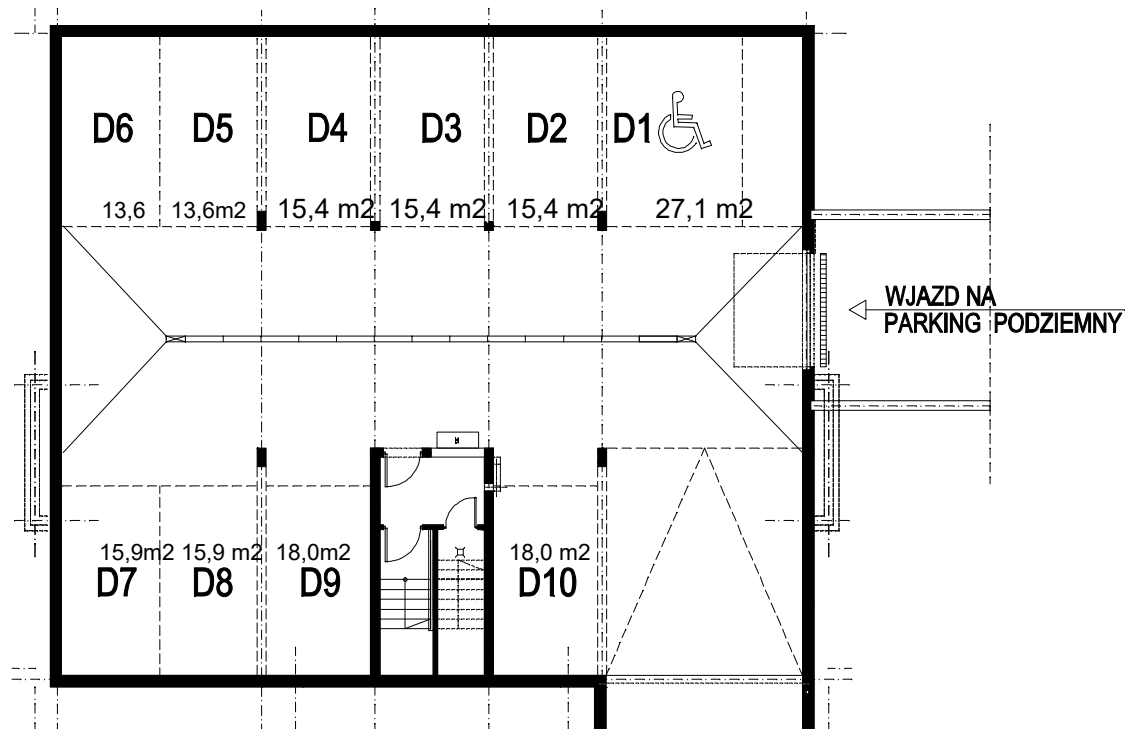 D6 D5 D4 D3 D2 D1
13,6 13,6m2 15,4 m2 15,4 m2 15,4 m2 27,1 m2
WJAZD NA
PARKING PODZIEMNY
15,9m2 15,9 m2 18,0m2 18,0 m2
D7 D8 D9 D10